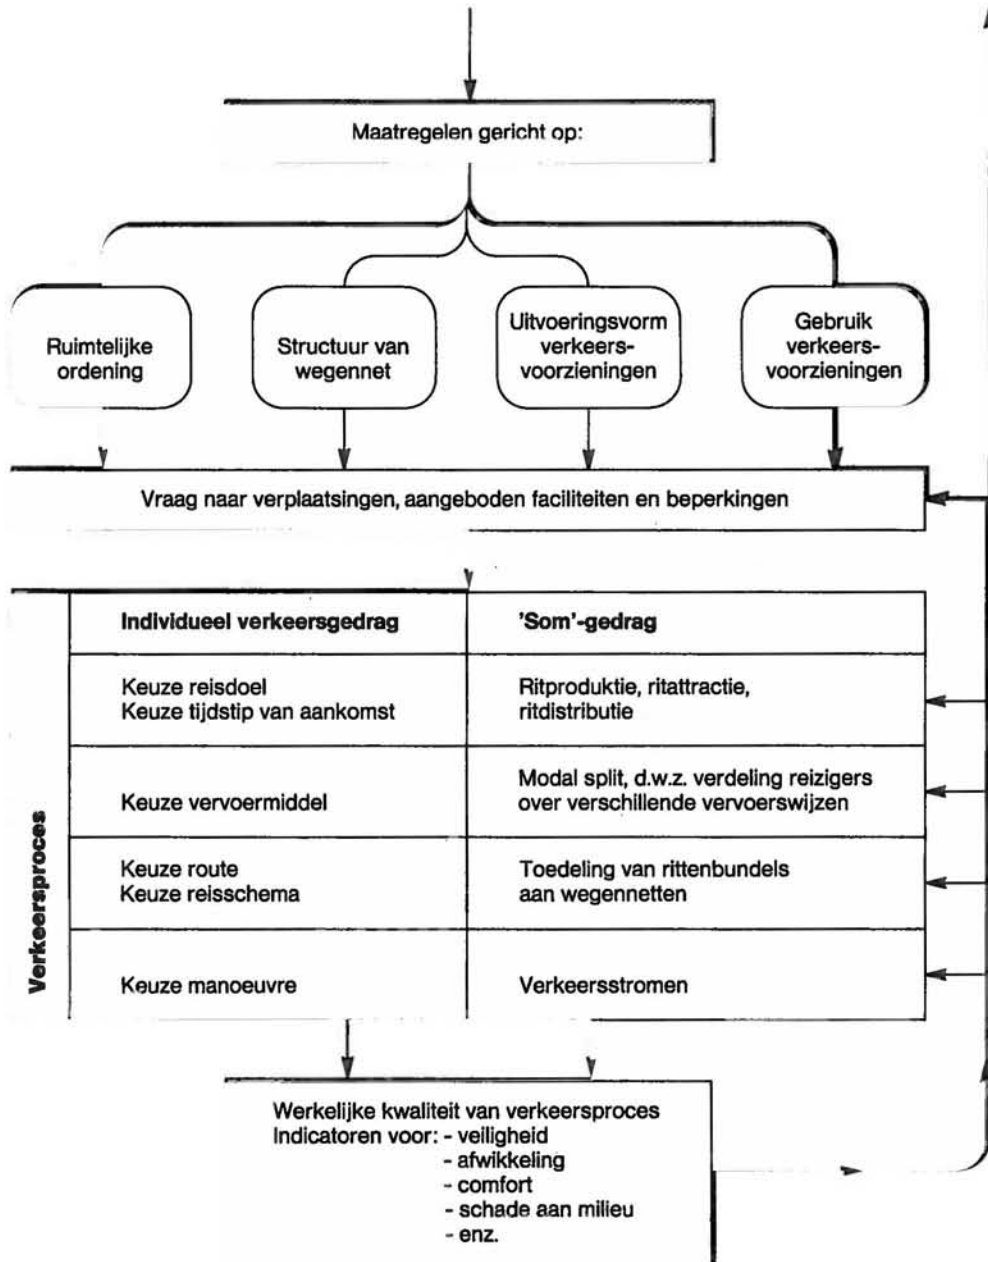 Maatregelen gericht op:
Ruimtelijke
ordening
Structuur van
wegennet
Uitvoeringsvorm
verkeers-
voorzieningen
Gebruik
verkeers-
voorzieningen
Vraag naar verplaatsingen, aangeboden faciliteiten en beperkingen
Verkeersproces
Individueel verkeersgedrag
'Som'-gedrag
Keuze reisdoel
Keuze tijdstip van aankomst
Ritproduktie, ritattractie,
ritdistributie
Keuze vervoermiddel
Modal split, d.w.z. verdeling reizigers
over verschillende vervoerswijzen
Keuze route
Keuze reisschema
Toedeling van rittenbundels
aan wegennetten
Keuze manoeuvre
Verkeersstromen
Werkelijke kwaliteit van verkeersproces
Indicatoren voor: - veiligheid
- afwikkeling
- comfort
- schade aan milieu
- enz.